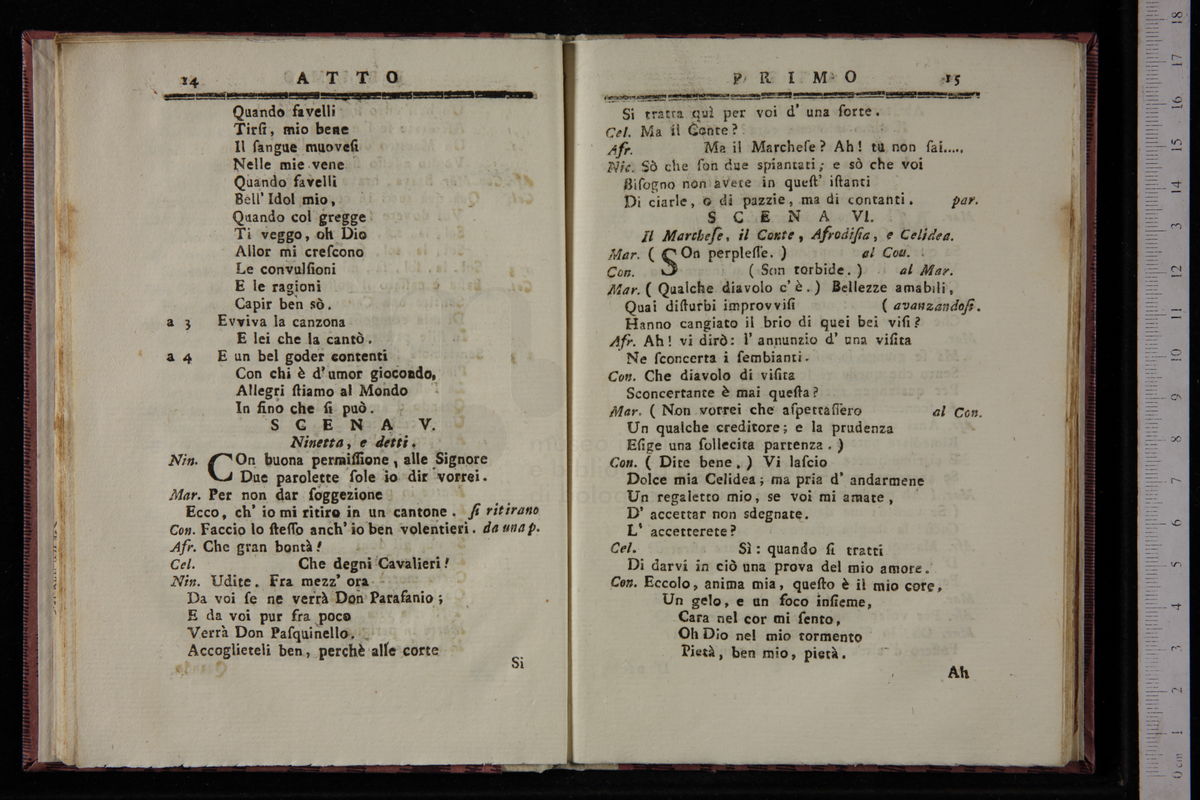 14 ATTO
Quando favelli
Tirſi, mio bene
Il ſangue muoveſi
Nelle mie vene
Quando favelli
Bell' Idol mio,
Quando col gregge
Ti veggo, oh Dio
Allor mi creſcono
Le convulſioni
E le ragioni
Capir ben sò.
a 3 Evviva la canzona
E lei che la cantò.
a 4 E un bel goder contenti
Con chi è d'umor giocondo,
Allegri ſtiamo al Mondo
In fino che ſi può.
SCENA V.
Ninetta, e detti.
Nin. COn buona permiſſione, alle Signore
Due parolette ſole io dir vorrei.
Mar. Per non dar ſoggezione
Ecco, ch' io mi ritiro in un cantone. ſi ritirano
Con. Faccio lo ſteſſo anch' io ben volentieri. da una p.
Afr. Che gran bontà!
Cel. Che degni Cavalieri!
Nin. Udite. Fra mezz' ora
Da voi ſe ne verrà Don Parafanio;
E da voi pur fra poco
Verrà Don Paſquinello.
Accoglieteli ben, perchè alle corte
Si
PRIMO 15
Si tratta quì per voi d' una ſorte.
Cel. Ma il Conte?
Afr. Ma il Marcheſe? Ah! tu non ſai....,
Nic. Sò che ſon due spiantati; e sò che voi
Biſogno non avete in queſt' iſtanti
Di ciarle, o di pazzie, ma di contanti. par.
SCENA VI.
Il Marcheſe, il Conte, Afrodiſia, e Celidea.
Mar. ( SOn perpleſſe. ) al Cou.
Con. ( Son torbide. ) al Mar.
Mar. ( Qualche diavolo c' è. ) Bellezze amabili,
Quai diſturbi improvviſi ( avanzandoſi.
Hanno cangiato il brio di quei bei viſi?
Afr. Ah! vi dirò: l' annunzio d' una viſita
Ne ſconcerta i ſembianti.
Con. Che diavolo di viſita
Sconcertante è mai queſta?
Mar. ( Non vorrei che aſpettaſſero al Con.
Un qualche creditore; e la prudenza
Eſige una ſollecita partenza. )
Con. ( Dite bene. ) Vi laſcio
Dolce mia Celidea; ma pria d' andarmene
Un regaletto mio, se voi mi amate,
D' accettar non sdegnate.
L' accetterete?
Cel. Sì: quando ſi tratti
Di darvi in ciò una prova del mio amore.
Con. Eccolo, anima mia, queſto è il mio core,
Un gelo, e un foco inſieme,
Cara nel cor mi ſento,
Oh Dio nel mio tormento
Pietà, ben mio, pietà.
Ah